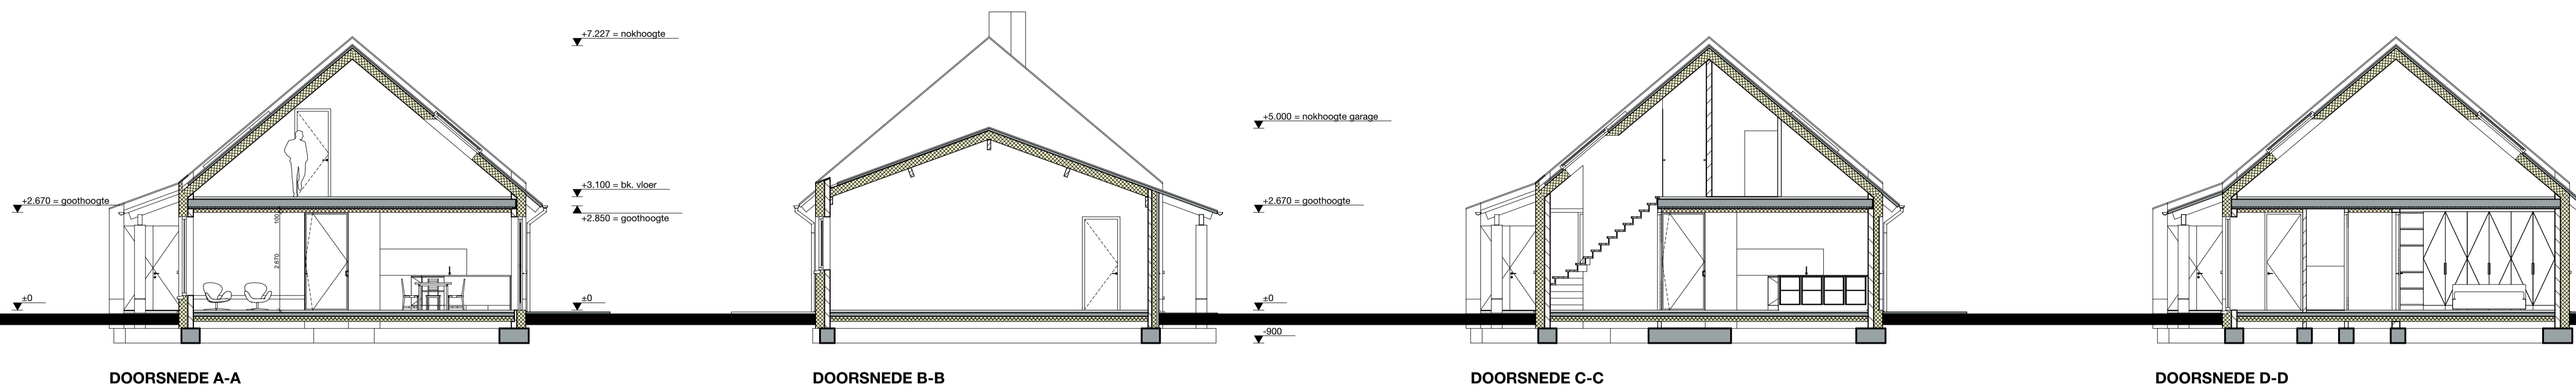 +7.227 = nokhoogte
+2.670 = goothoogte
+3.100 = bk. vloer
+2.850 = goothoogte
100
2.670
±0
±0
+5.000 = nokhoogte garage
+2.670 = goothoogte
±0
-900
DOORSNEDE A-A
DOORSNEDE B-B
DOORSNEDE C-C
DOORSNEDE D-D